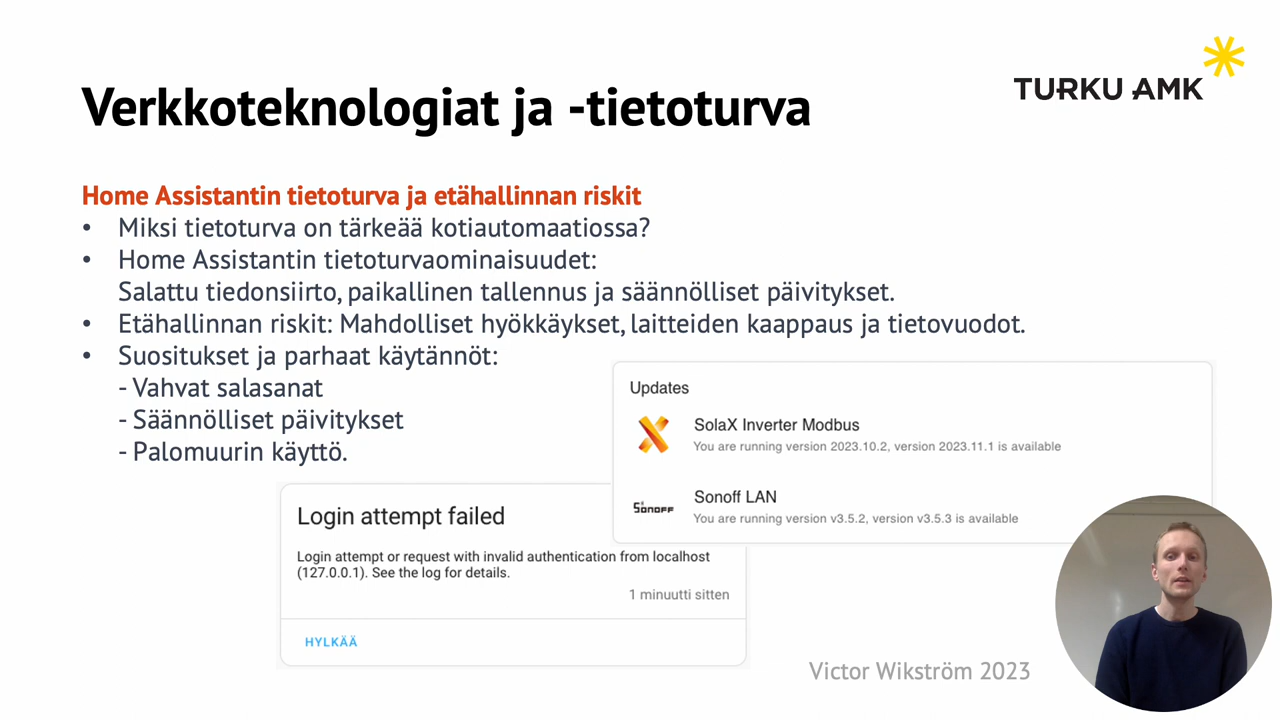 TURKU AMK
Verkkoteknologiat ja -tietoturva
Home Assistantin tietoturva ja etähallinnan riskit
• Miksi tietoturva on tärkeää kotiautomaatiossa?
• Home Assistantin tietoturvaominaisuudet:
Salattu tiedonsiirto, paikallinen tallennus ja säännölliset päivitykset.
• Etähallinnan riskit: Mahdolliset hyökkäykset, laitteiden kaappaus ja tietovuodot.
• Suositukset ja parhaat käytännöt:
- Vahvat salasanat
- Säännölliset päivitykset
- Palomuurin käyttö.
Updates
SolaX Inverter Modbus
You are running version 2023.10.2, version 2023.11.1 is available
SONOFF
Sonoff LAN
You are running version v3.5.2, version v3.5.3 is available
Login attempt failed
Login attempt or request with invalid authentication from localhost
(127.0.0.1). See the log for details.
1 minuutti sitten
HYLKÄÄ
Victor Wikström 2023